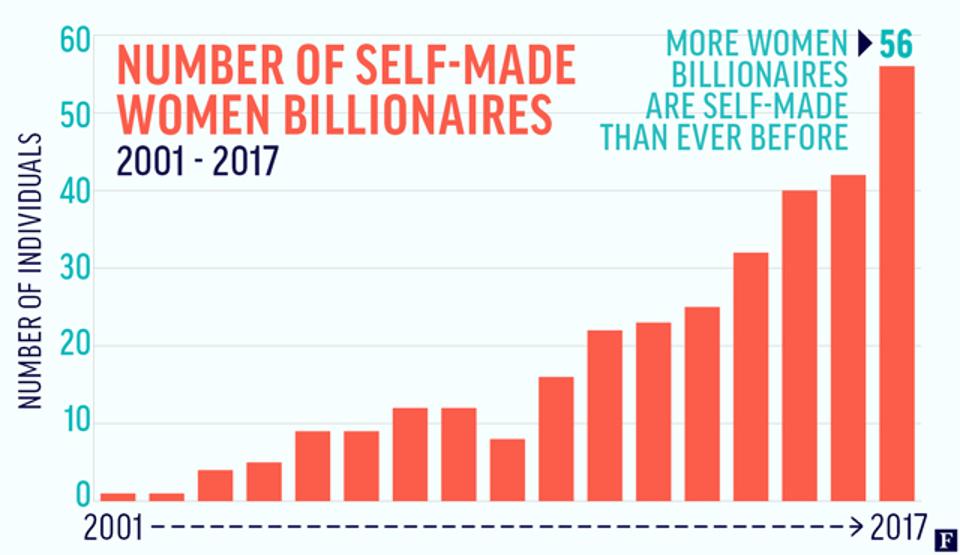 NUMBER OF SELF-MADE
WOMEN BILLIONAIRES
2001 - 2017
MORE WOMEN
BILLIONAIRES
ARE SELF-MADE
THAN EVER BEFORE
56
NUMBER OF INDIVIDUALS
60
50
40
30
20
10
0
2001
2017
F